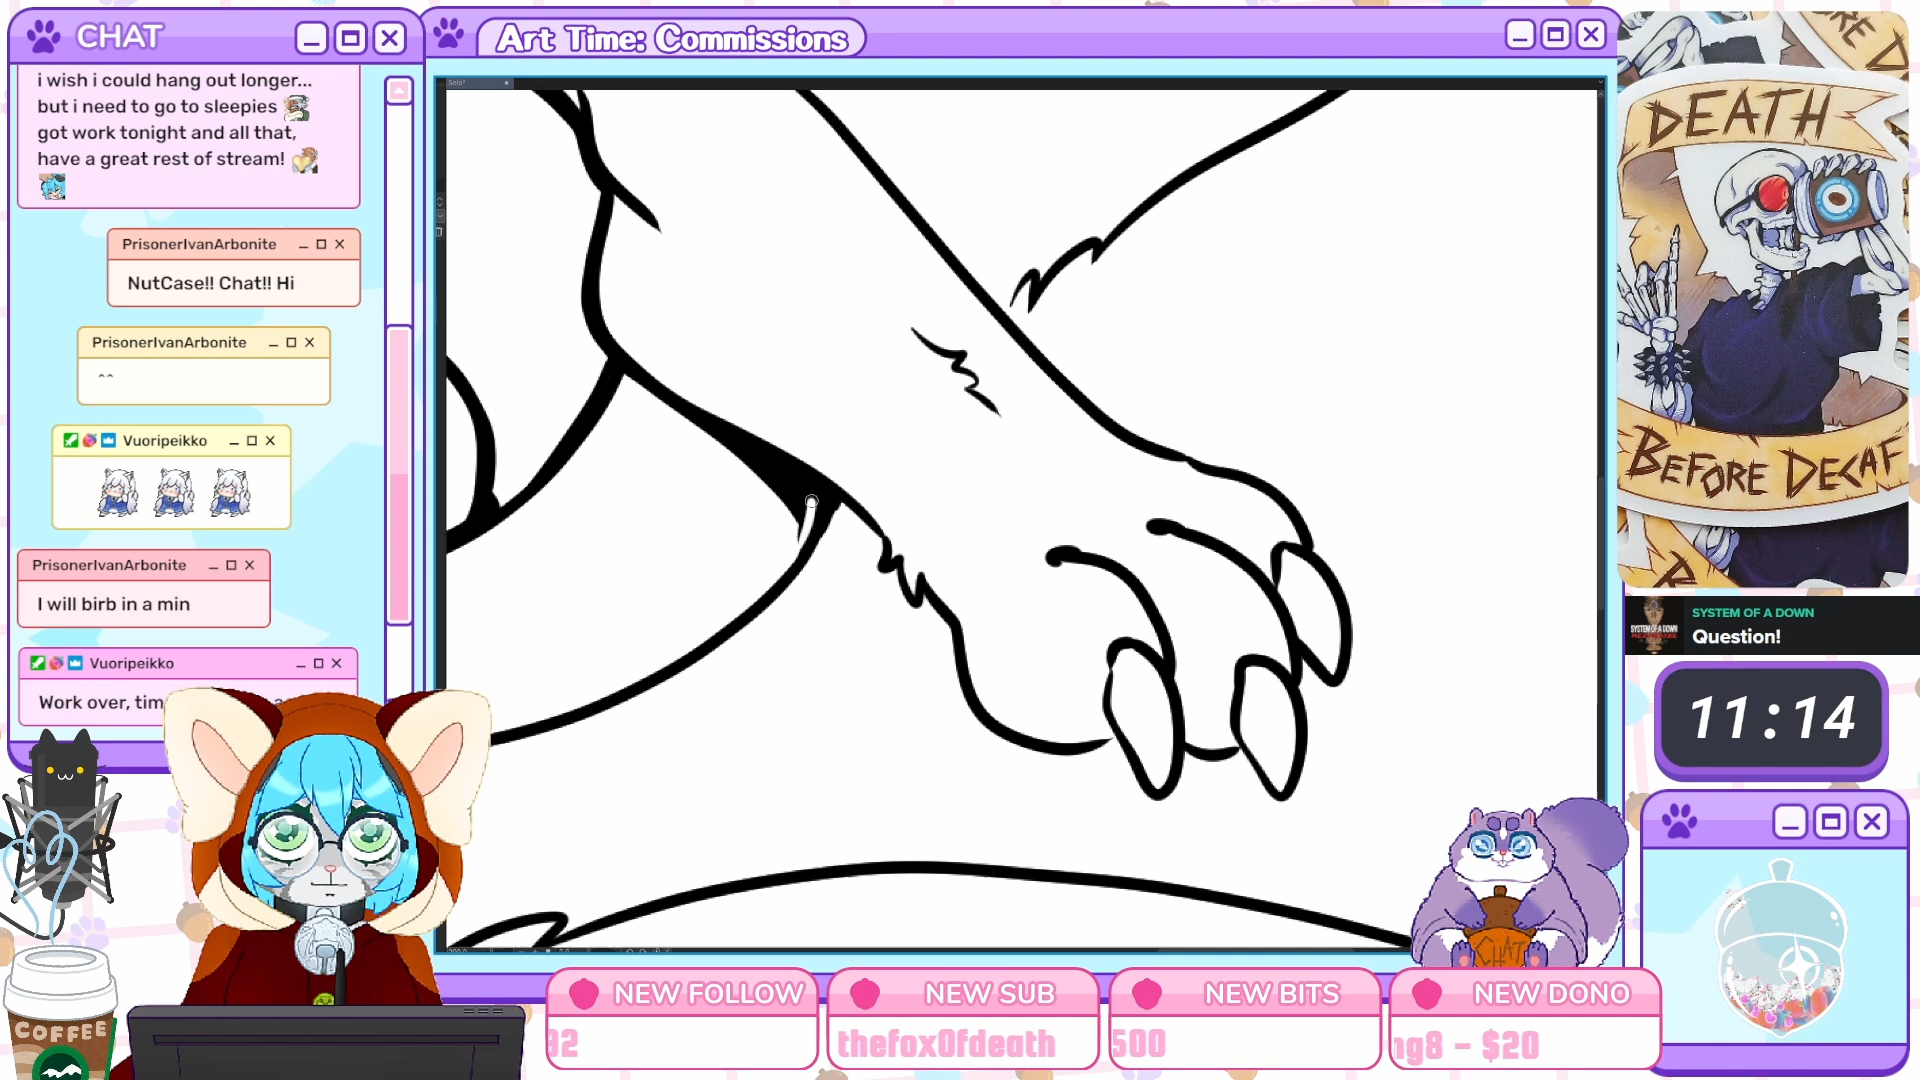 CHAT
i wish i could hang out longer...
but i need to go to sleepies
got work tonight and all that,
have a great rest of stream!
PrisonerIvanArbonite
NutCase!! Chat!! Hi
PrisonerIvanArbonite
^^
Vuoripeikko
PrisonerIvanArbonite
I will birb in a min
Vuoripeikko
Work over, tim
Art Time: Commissions
DEATH
BEFORE DECAF
SYSTEM OF A DOWN
Question!
11:14
COFFEE
CHAT
NEW FOLLOW
92
NEW SUB
thefox0fdeath
NEW BITS
500
NEW DONO
ng8 - $20